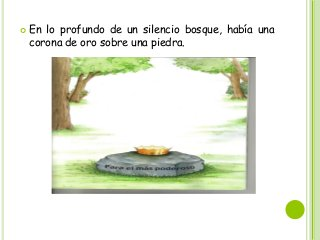 En lo profundo de un silencio bosque, había una
corona de oro sobre una piedra.
Para el más poderoso